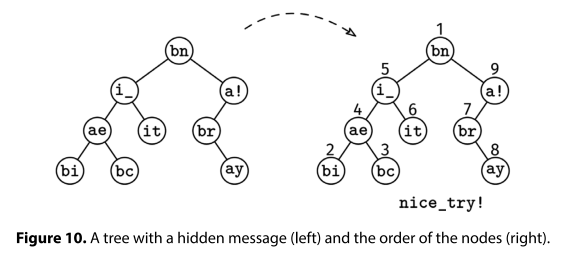 1
bn bn
5 9
i_ a! i_ a!
4 6 7
ae it br ae it br
2 3 8
bi bc ay bi bc ay
nice_try!
Figure 10. A tree with a hidden message (left) and the order of the nodes (right).